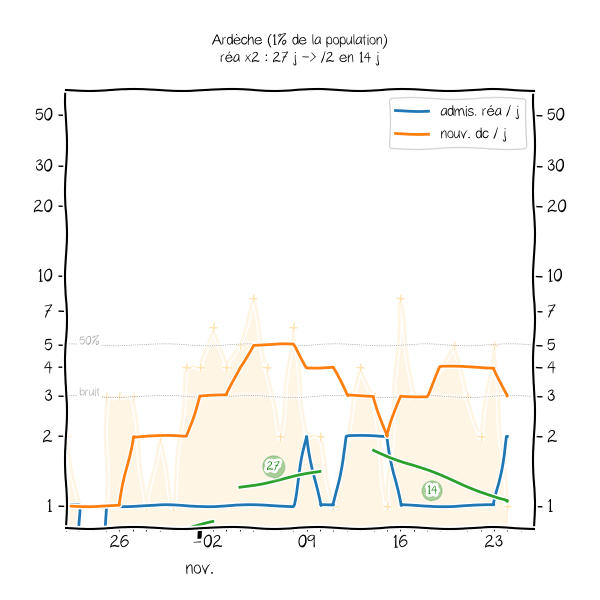 Ardèche (1% de la population)
réa x2 : 27 j -> /2 en 14 j
admis. réa / j
nouv. dc / j
50 50
30 30
20 20
10 10
7 7
5 50% 5
4 4
3 bruit 3
2 2
27
14
1 1
26 02 09 16 23
nov.